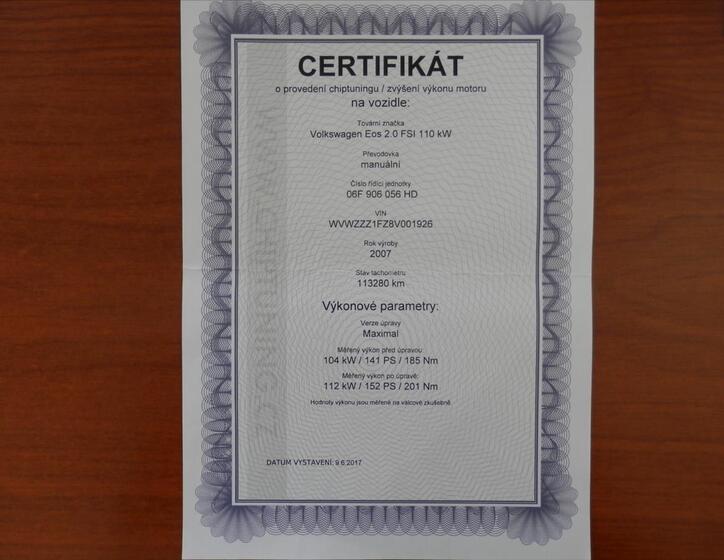 CERTIFIKÁT
o provedení chiptuningu / zvýšení výkonu motoru
na vozidle:
Tovární značka
Volkswagen Eos 2.0 FSI 110 kW
Převodovka
manuální
Číslo řídící jednotky
06F 906 056 HD
VIN
WVWZZZ1FZ8V001926
Rok výroby
2007
Stav tachometru
113280 km
Výkonové parametry:
Verze úpravy
Maximal
Měřený výkon před úpravou:
104 kW / 141 PS / 185 Nm
Měřený výkon po úpravě:
112 kW / 152 PS / 201 Nm
Hodnoty výkonu jsou měřené na válcové zkušebně.
DATUM VYSTAVENÍ: 9.6.2017